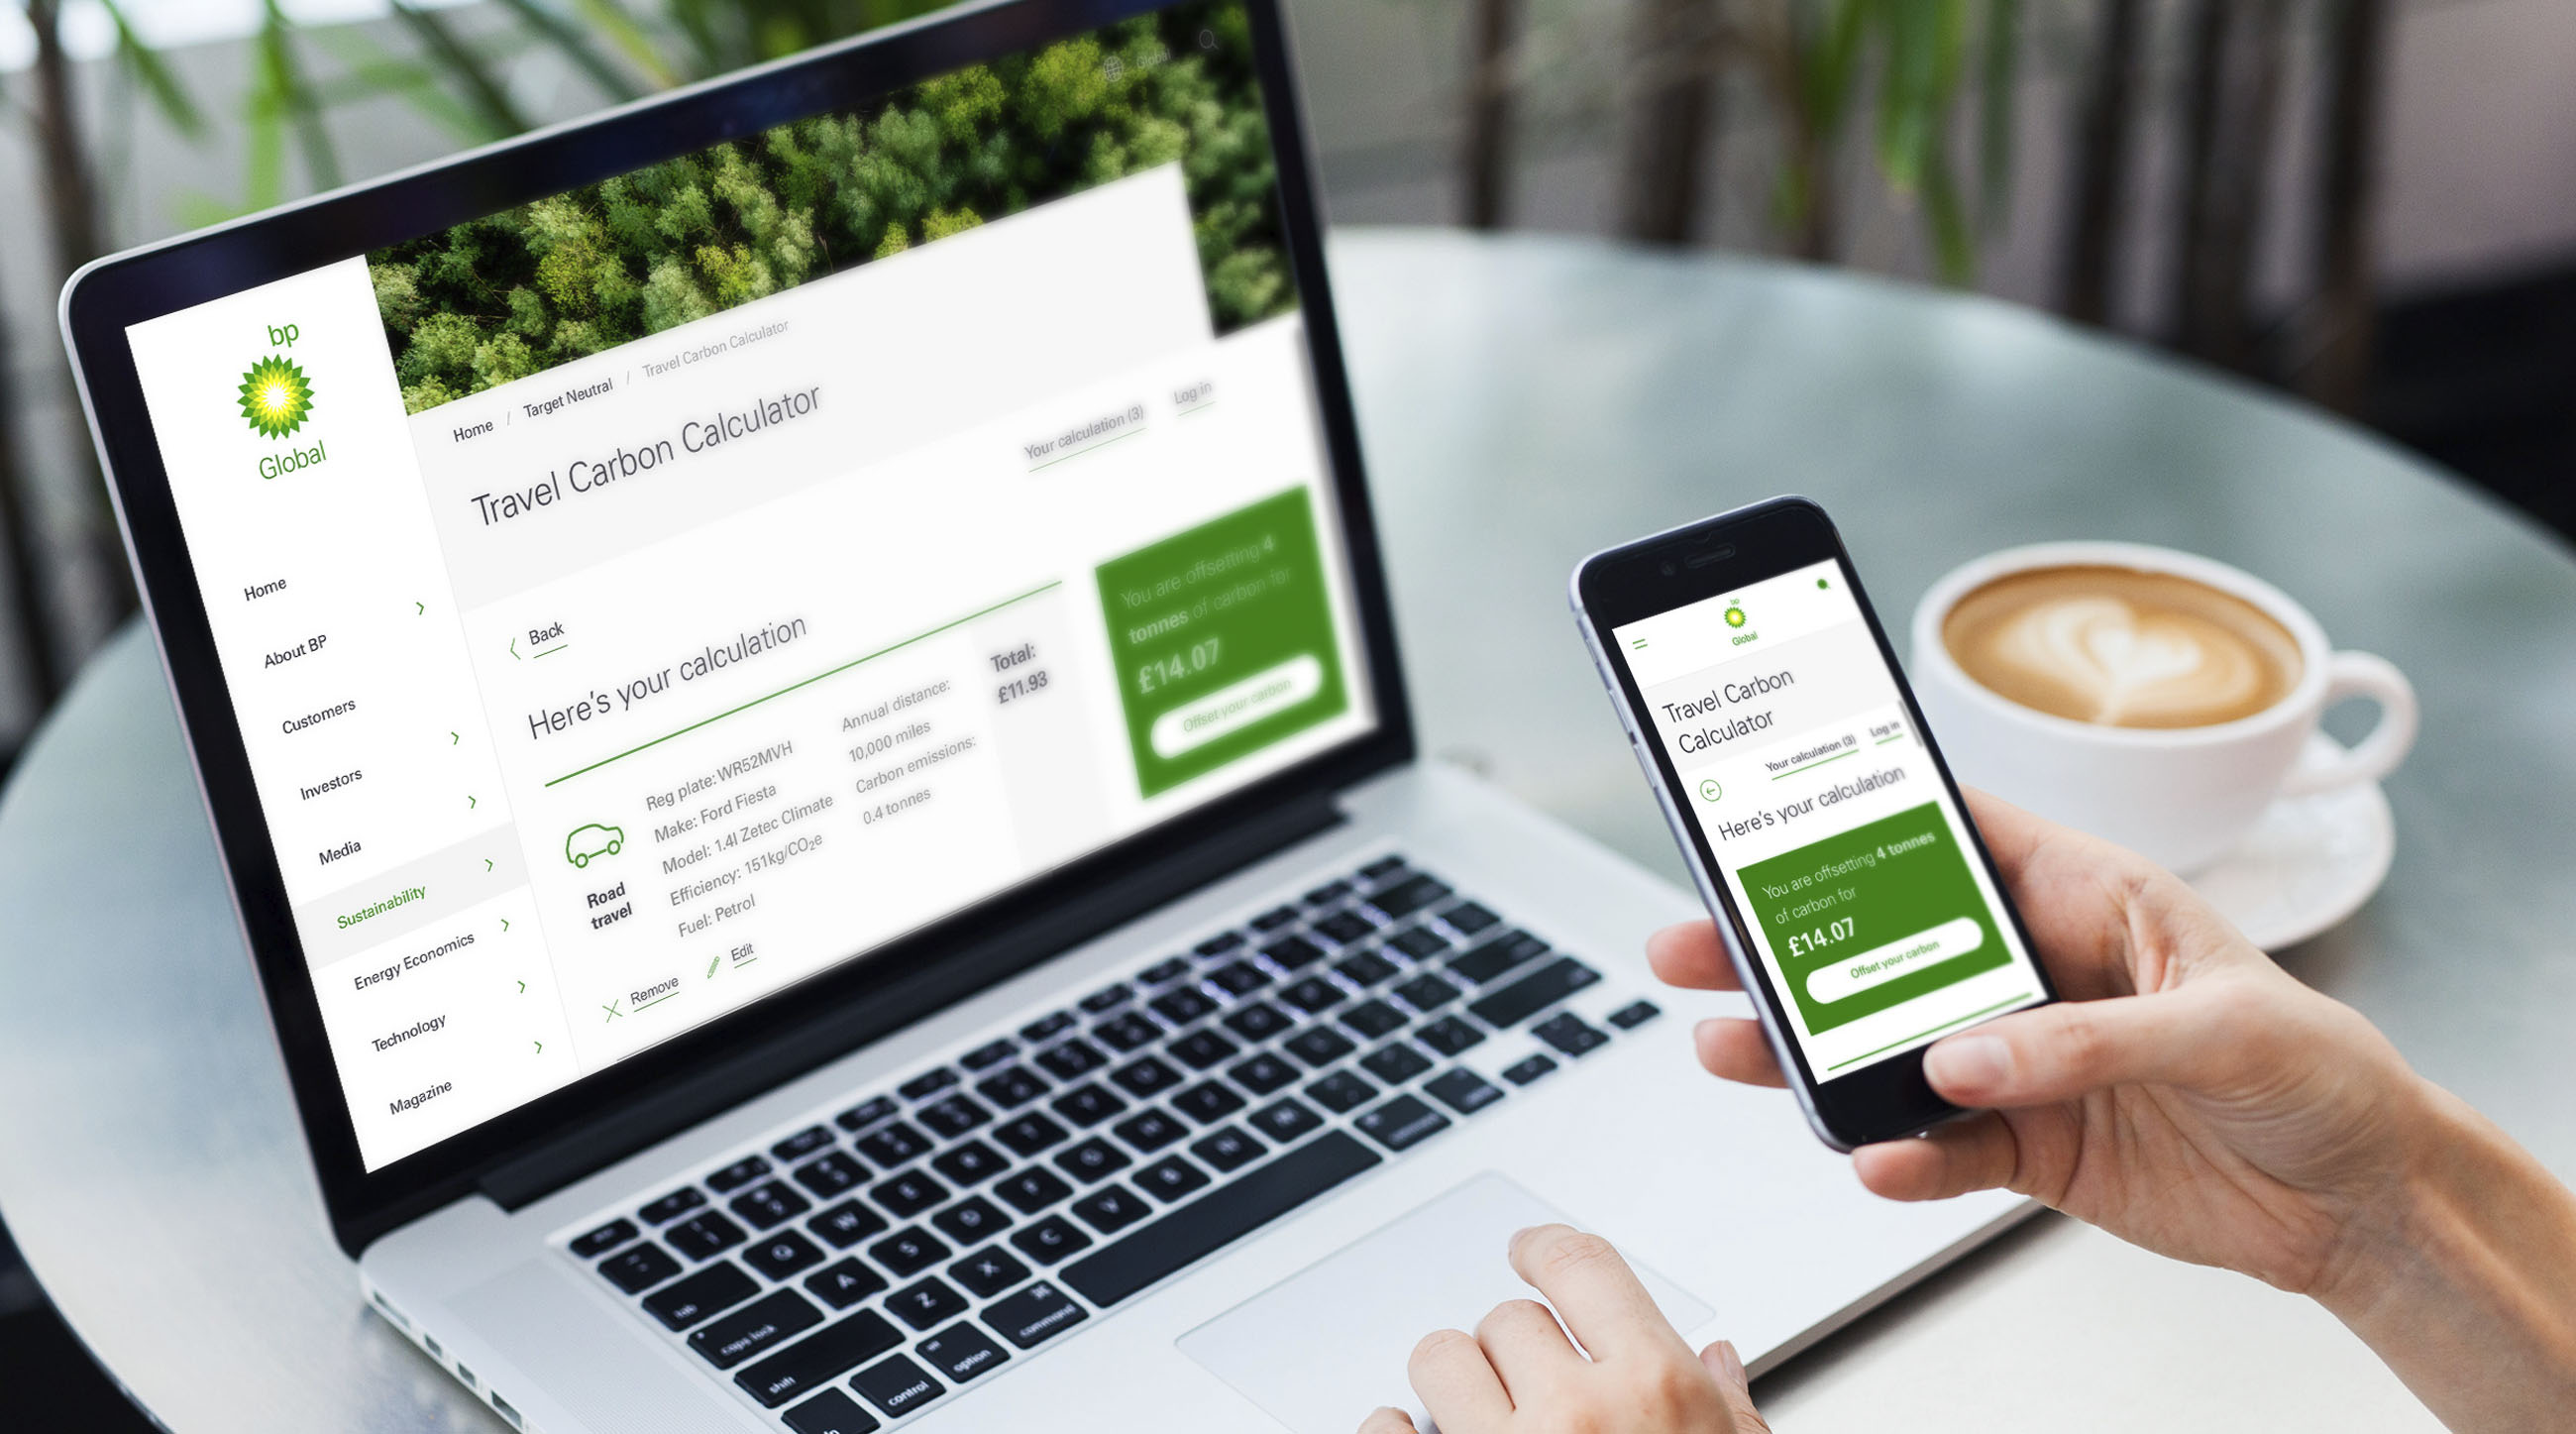 bp
Global
Home
About BP
Customers
Investors
Media
Sustainability
Energy Economics
Technology
Magazine
Global
Home / Target Neutral / Travel Carbon Calculator
Travel Carbon Calculator
Your calculation (3)
Log in
Back
Here's your calculation
Road
travel
Reg plate: WR52MVH
Make: Ford Fiesta
Model: 1.4l Zetec Climate
Efficiency: 151kg/CO₂e
Fuel: Petrol
Annual distance:
10,000 miles
Carbon emissions:
0.4 tonnes
Total:
£11.93
Remove
Edit
You are offsetting 4
tonnes of carbon for
£14.07
Offset your carbon
bp
Global
Travel Carbon
Calculator
Your calculation (3)
Log in
Here's your calculation
You are offsetting 4 tonnes
of carbon for
£14.07
Offset your carbon
Q W E R Y
tab
A S D F
caps lock
Z X C V
shift
control
option
command